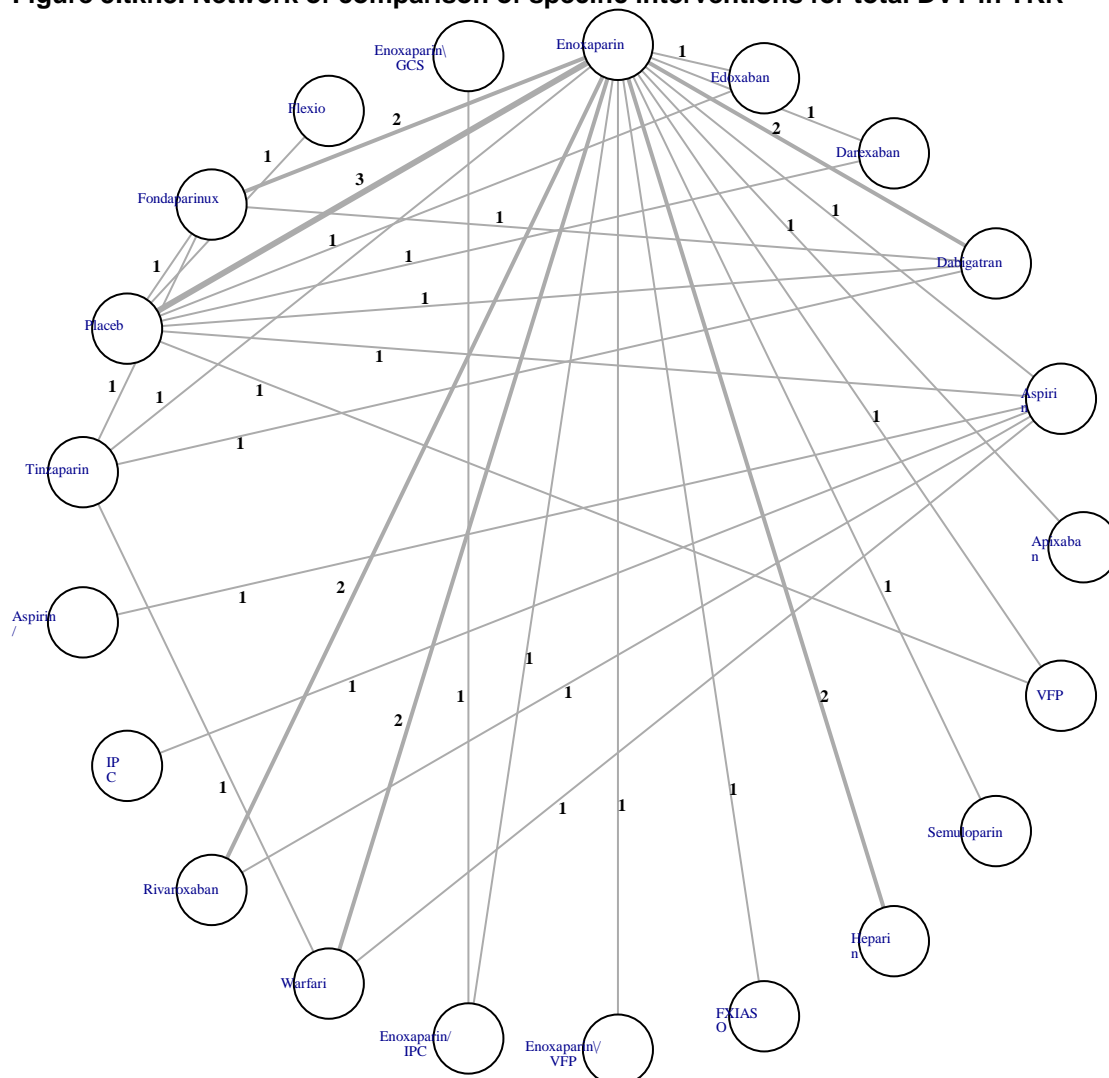 Figure sitkne. Network of comparison of specific interventions for total DVT in TKR
Enoxaparin
Enoxaparin\
GCS
1
Edoxaban
Flexio
2
1
2
Darexaban
1
3
Fondaparinux
1
1
1
1
1
Dabigatran
1
1
Placeb
1
1
1
1
1
Aspiri
n
1
1
Tinzaparin
Apixaba
n
2
1
1
Aspirin
/
1
1
1
1
VFP
2
2
IP
C
1
1
1
1
Semuloparin
Rivaroxaban
Hepari
n
Warfari
FXIAS
O
Enoxaparin/
IPC
Enoxaparin\/
VFP